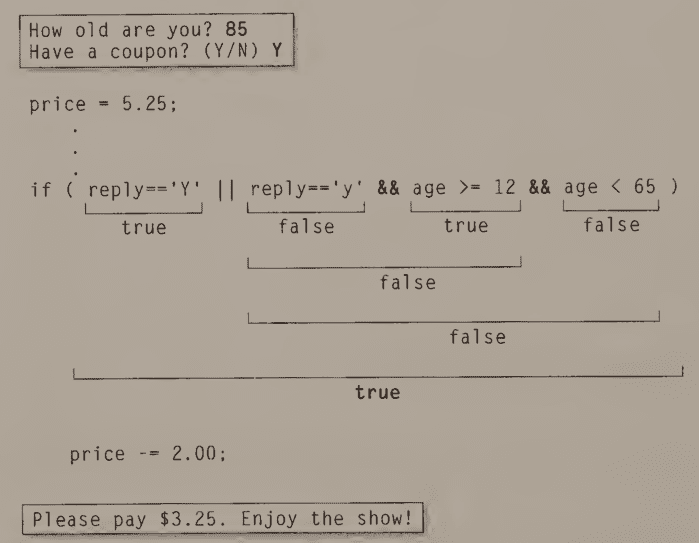 How old are you? 85
Have a coupon? (Y/N) Y
price = 5.25;
.
.
.
if ( reply=='Y' || reply=='y' && age >= 12 && age < 65 )
true false true false
false
false
true
price -= 2.00;
Please pay $3.25. Enjoy the show!